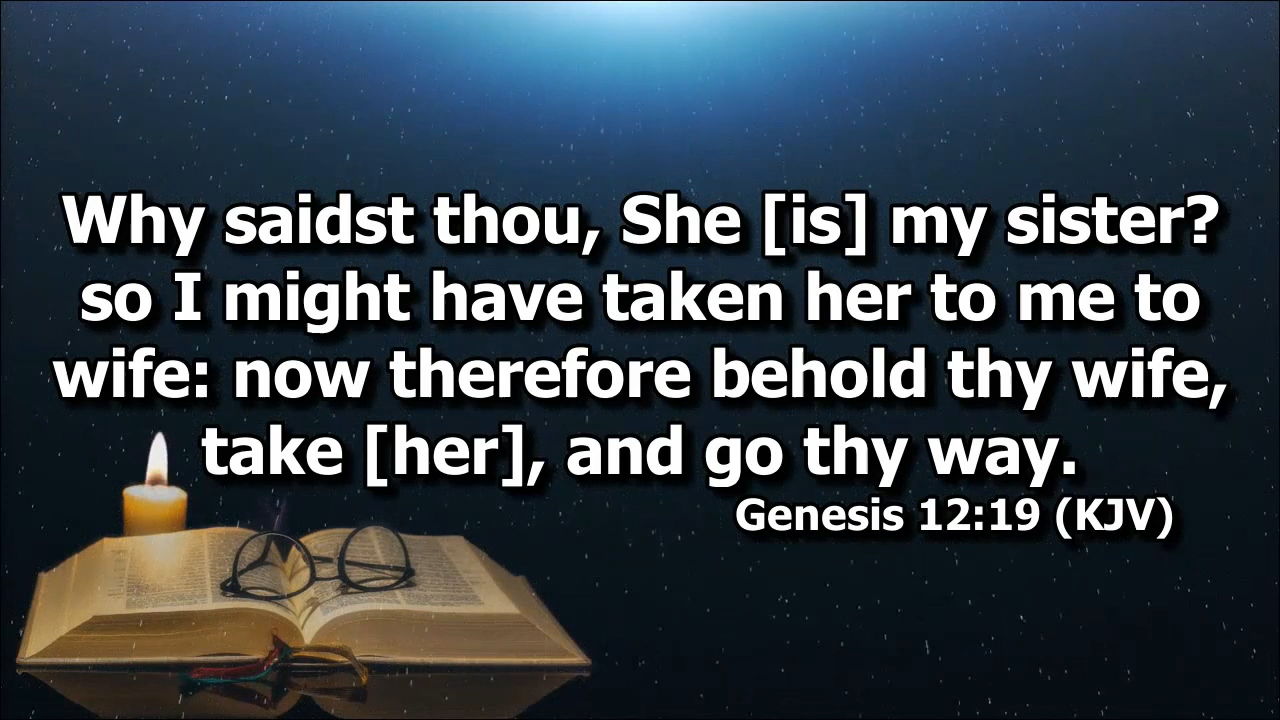 Why saidst thou, She [is] my sister?
so I might have taken her to me to
wife: now therefore behold thy wife,
take [her], and go thy way.
Genesis 12:19 (KJV)